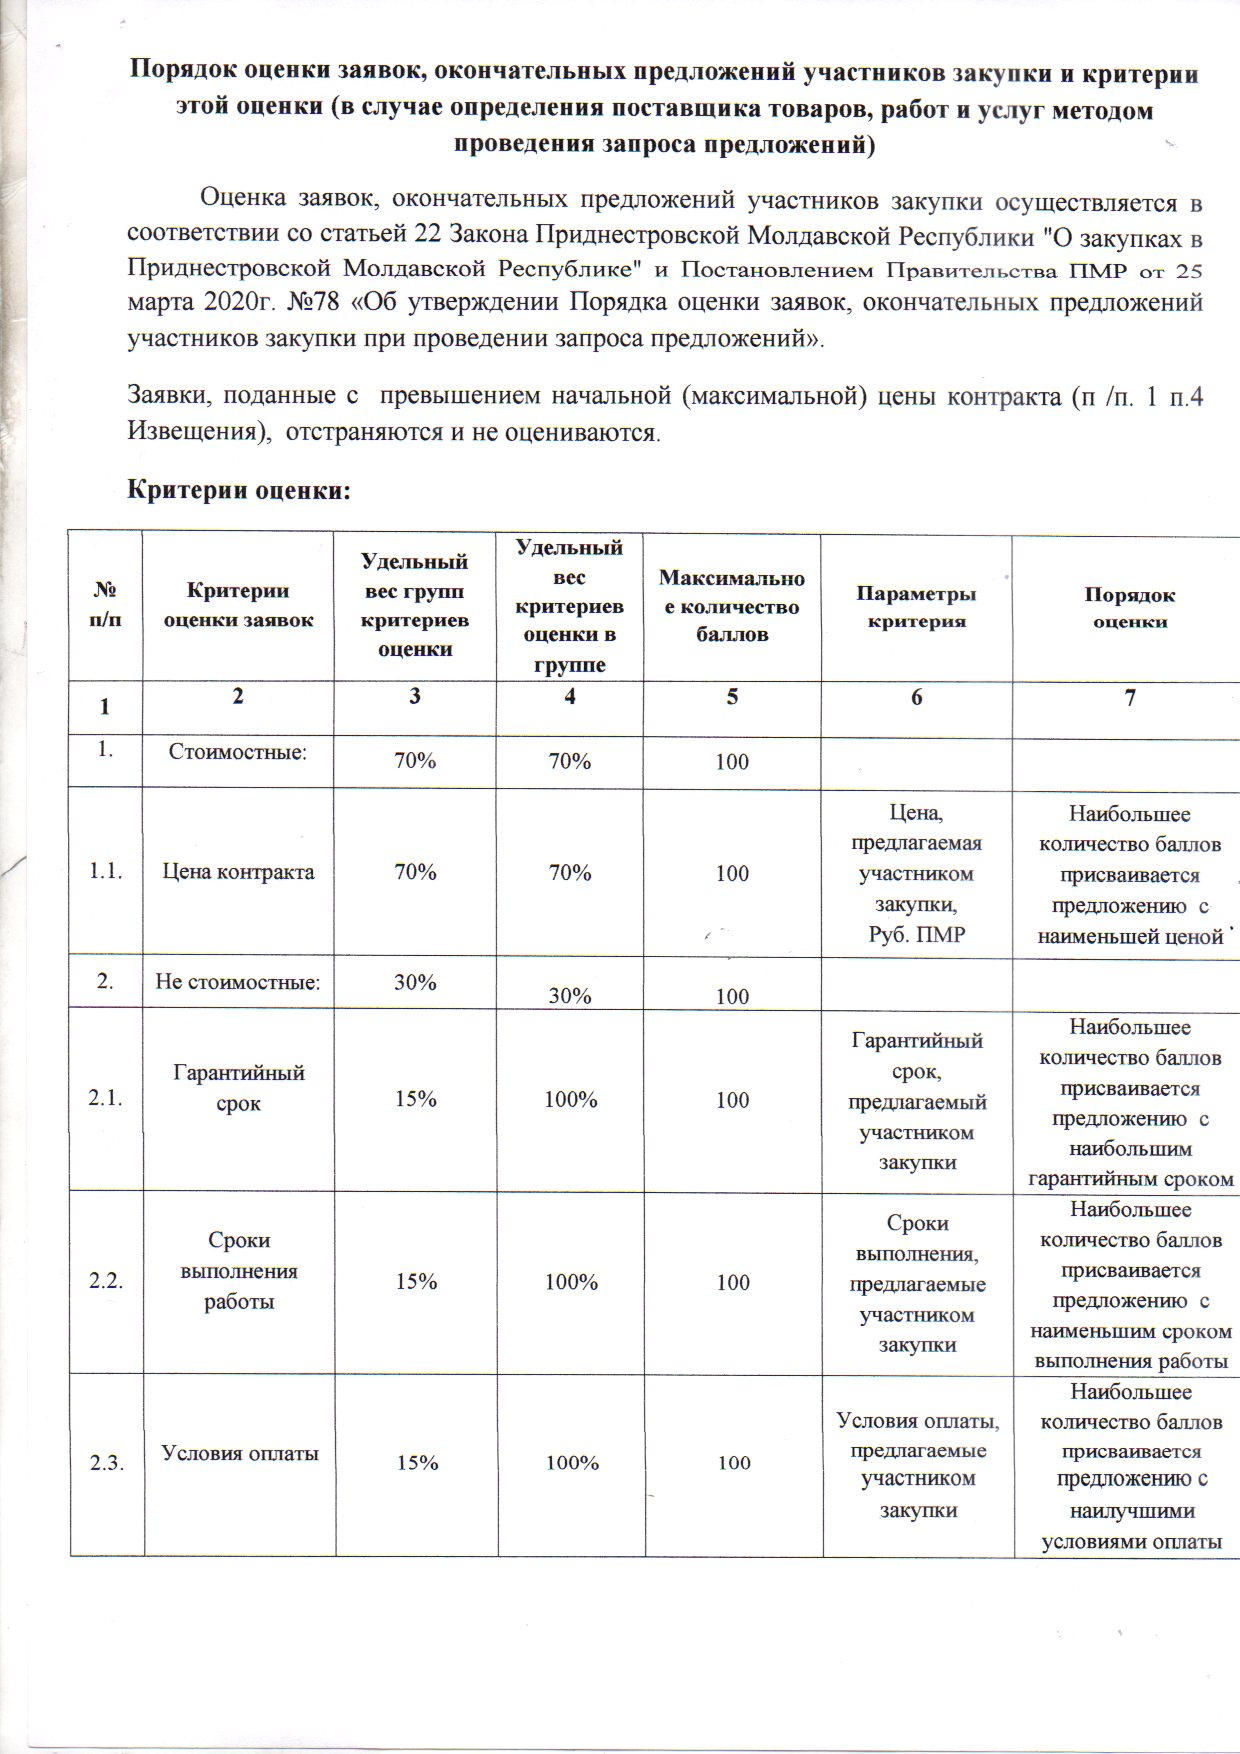 Порядок оценки заявок, окончательных предложений участников закупки и критерии
этой оценки (в случае определения поставщика товаров, работ и услуг методом
проведения запроса предложений)
Оценка заявок, окончательных предложений участников закупки осуществляется в
соответствии со статьей 22 Закона Приднестровской Молдавской Республики "О закупках в
Приднестровской Молдавской Республике" и Постановлением Правительства ПМР от 25
марта 2020г. №78 «Об утверждении Порядка оценки заявок, окончательных предложений
участников закупки при проведении запроса предложений».
Заявки, поданные с превышением начальной (максимальной) цены контракта (п /п. 1 п.4
Извещения), отстраняются и не оцениваются.
Критерии оценки:
№
п/п
Критерии
оценки заявок
Удельный
вес групп
критериев
оценки
Удельный
вес
критериев
оценки в
группе
Максимально
е количество
баллов
Параметры
критерия
Порядок
оценки
1
2
3
4
5
6
7
1.
Стоимостные:
70%
70%
100
1.1.
Цена контракта
70%
70%
100
Цена,
предлагаемая
участником
закупки,
Руб. ПМР
Наибольшее
количество баллов
присваивается
предложению с
наименьшей ценой
2.
Не стоимостные:
30%
30%
100
2.1.
Гарантийный
срок
15%
100%
100
Гарантийный
срок,
предлагаемый
участником
закупки
Наибольшее
количество баллов
присваивается
предложению с
наибольшим
гарантийным сроком
2.2.
Сроки
выполнения
работы
15%
100%
100
Сроки
выполнения,
предлагаемые
участником
закупки
Наибольшее
количество баллов
присваивается
предложению с
наименьшим сроком
выполнения работы
2.3.
Условия оплаты
15%
100%
100
Условия оплаты,
предлагаемые
участником
закупки
Наибольшее
количество баллов
присваивается
предложению с
наилучшими
условиями оплаты